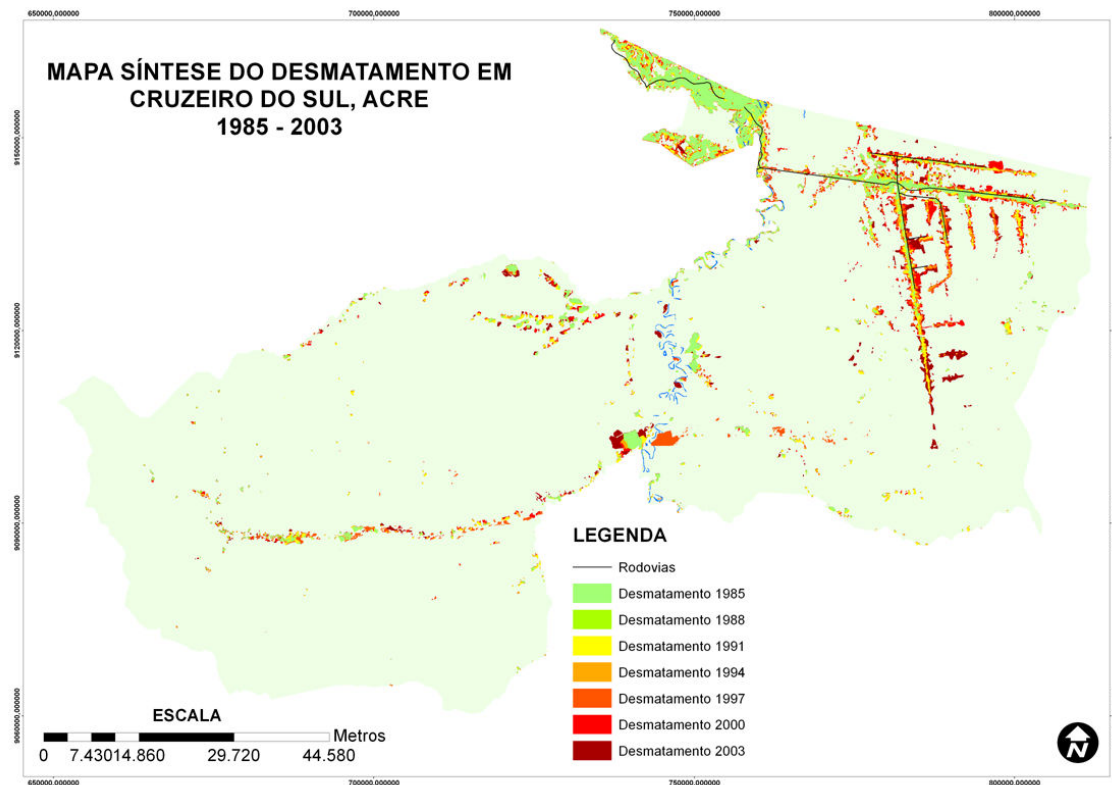 650000,000000 700000,000000 750000,000000 800000,000000
MAPA SÍNTESE DO DESMATAMENTO EM
CRUZEIRO DO SUL, ACRE
1985 - 2003
9150000,000000
9120000,000000
9090000,000000
9060000,000000
LEGENDA
Rodovias
Desmatamento 1985
Desmatamento 1988
Desmatamento 1991
Desmatamento 1994
Desmatamento 1997
Desmatamento 2000
Desmatamento 2003
ESCALA
Metros
0 7.43014.860 29.720 44.580
N
650000,000000 700000,000000 750000,000000 800000,000000